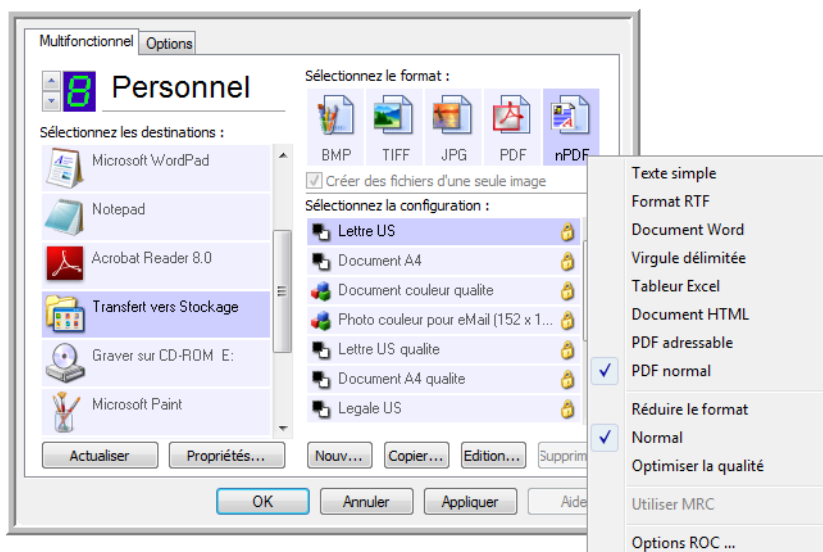 Multifonctionnel
Options
8
Personnel
Sélectionnez les destinations :
Microsoft WordPad
Notepad
Acrobat Reader 8.0
Transfert vers Stockage
Graver sur CD-ROM E:
Microsoft Paint
Actualiser
Propriétés...
Sélectionnez le format :
BMP
TIFF
JPG
PDF
nPDF
Créer des fichiers d'une seule image
Sélectionnez la configuration :
Lettre US
Document A4
Document couleur qualite
Photo couleur pour eMail (152 x 1...
Lettre US qualite
Document A4 qualite
Legale US
Nouv...
Copier...
Edition...
Supprim
OK
Annuler
Appliquer
Aide
Texte simple
Format RTF
Document Word
Virgule délimitée
Tableur Excel
Document HTML
PDF adressable
PDF normal
Réduire le format
Normal
Optimiser la qualité
Utiliser MRC
Options ROC ...